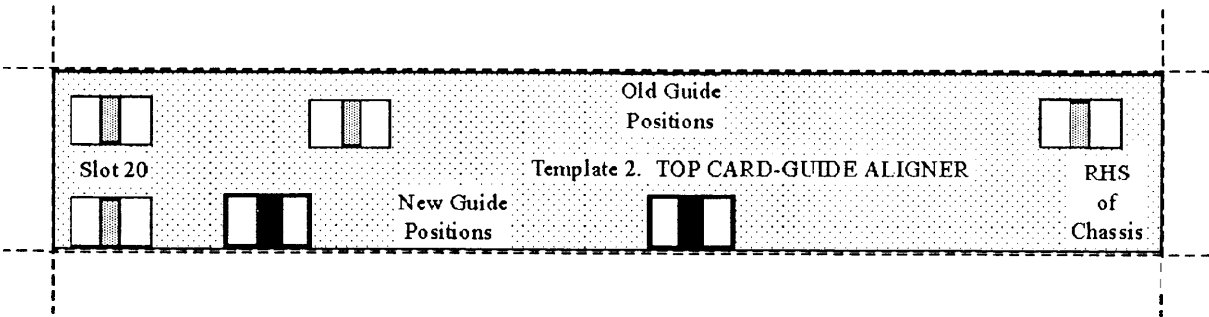 Old Guide
Positions
Slot 20
Template 2. TOP CARD-GUIDE ALIGNER
RHS
of
Chassis
New Guide
Positions